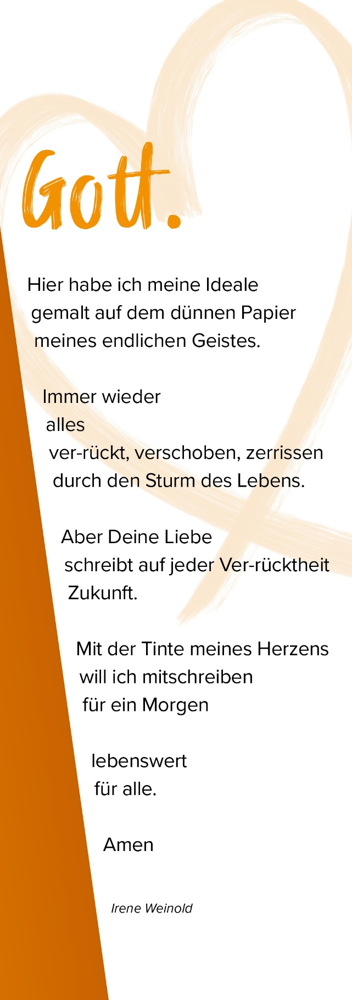 Gott.
Hier habe ich meine Ideale
gemalt auf dem dünnen Papier
meines endlichen Geistes.
Immer wieder
alles
ver-rückt, verschoben, zerrissen
durch den Sturm des Lebens.
Aber Deine Liebe
schreibt auf jeder Ver-rücktheit
Zukunft.
Mit der Tinte meines Herzens
will ich mitschreiben
für ein Morgen
lebenswert
für alle.
Amen
Irene Weinold